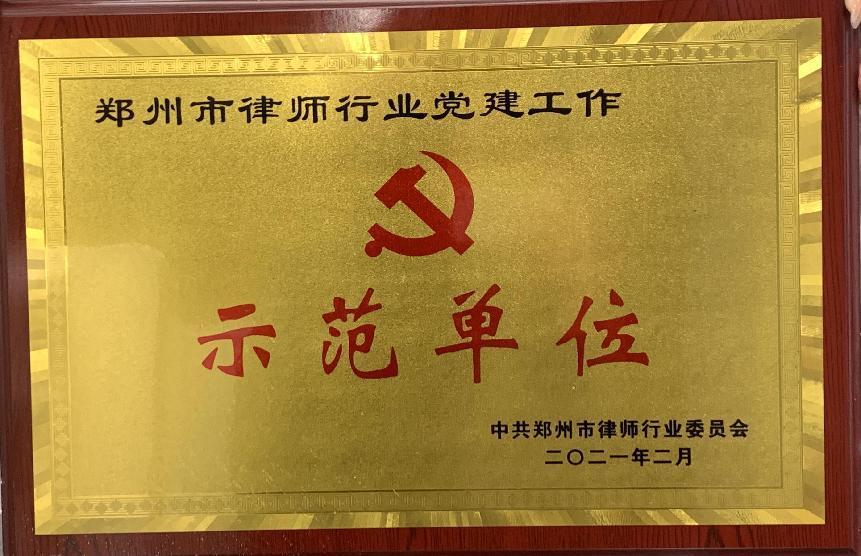 郑州市律师行业党建工作
示范单位
中共郑州市律师行业委员会
二〇二一年二月